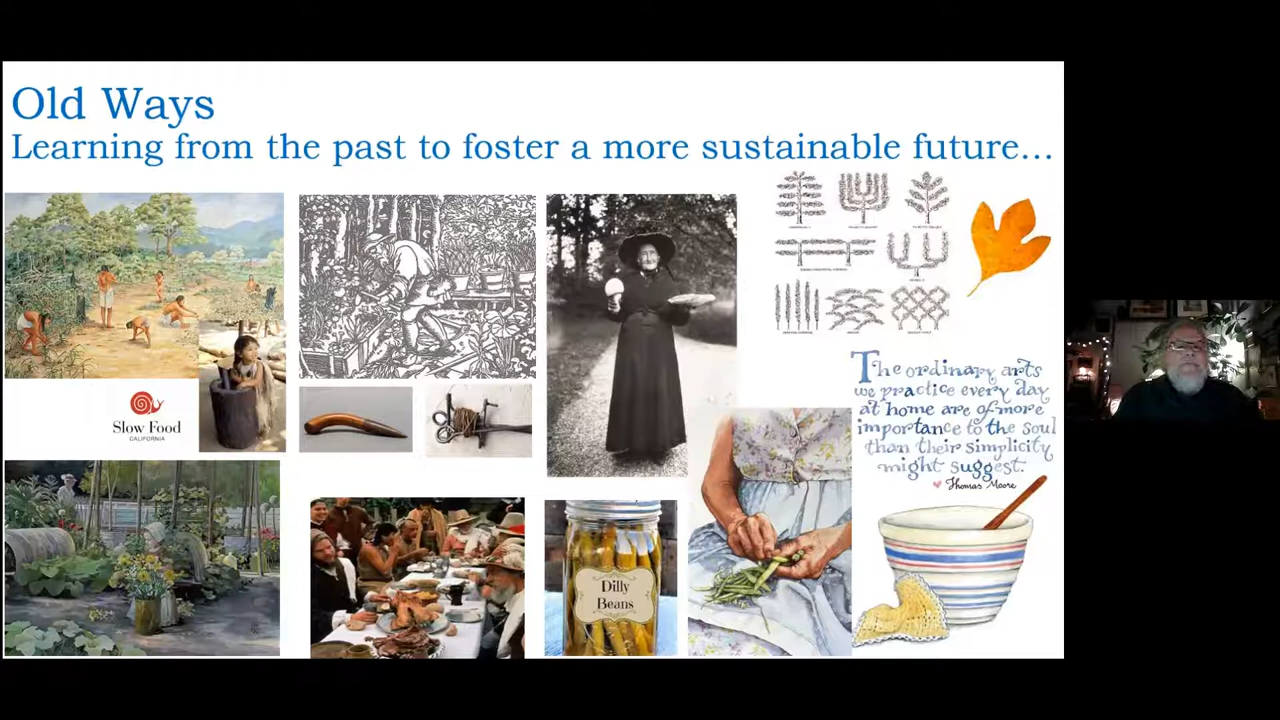 Old Ways
Learning from the past to foster a more sustainable future…
Slow Food
CALIFORNIA
Dilly
Beans
The ordinary arts
we practice every day
at home are of more
importance to the soul
than their simplicity
might suggest.
Thomas Moore